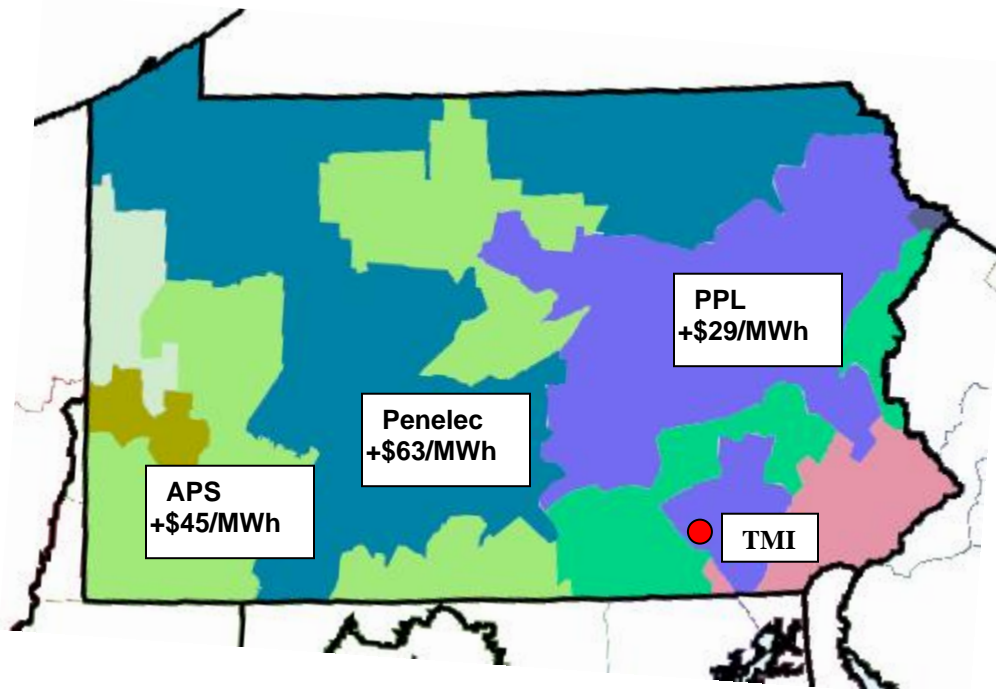 PPL
+$29/MWh
Penelec
+$63/MWh
APS
+$45/MWh
TMI